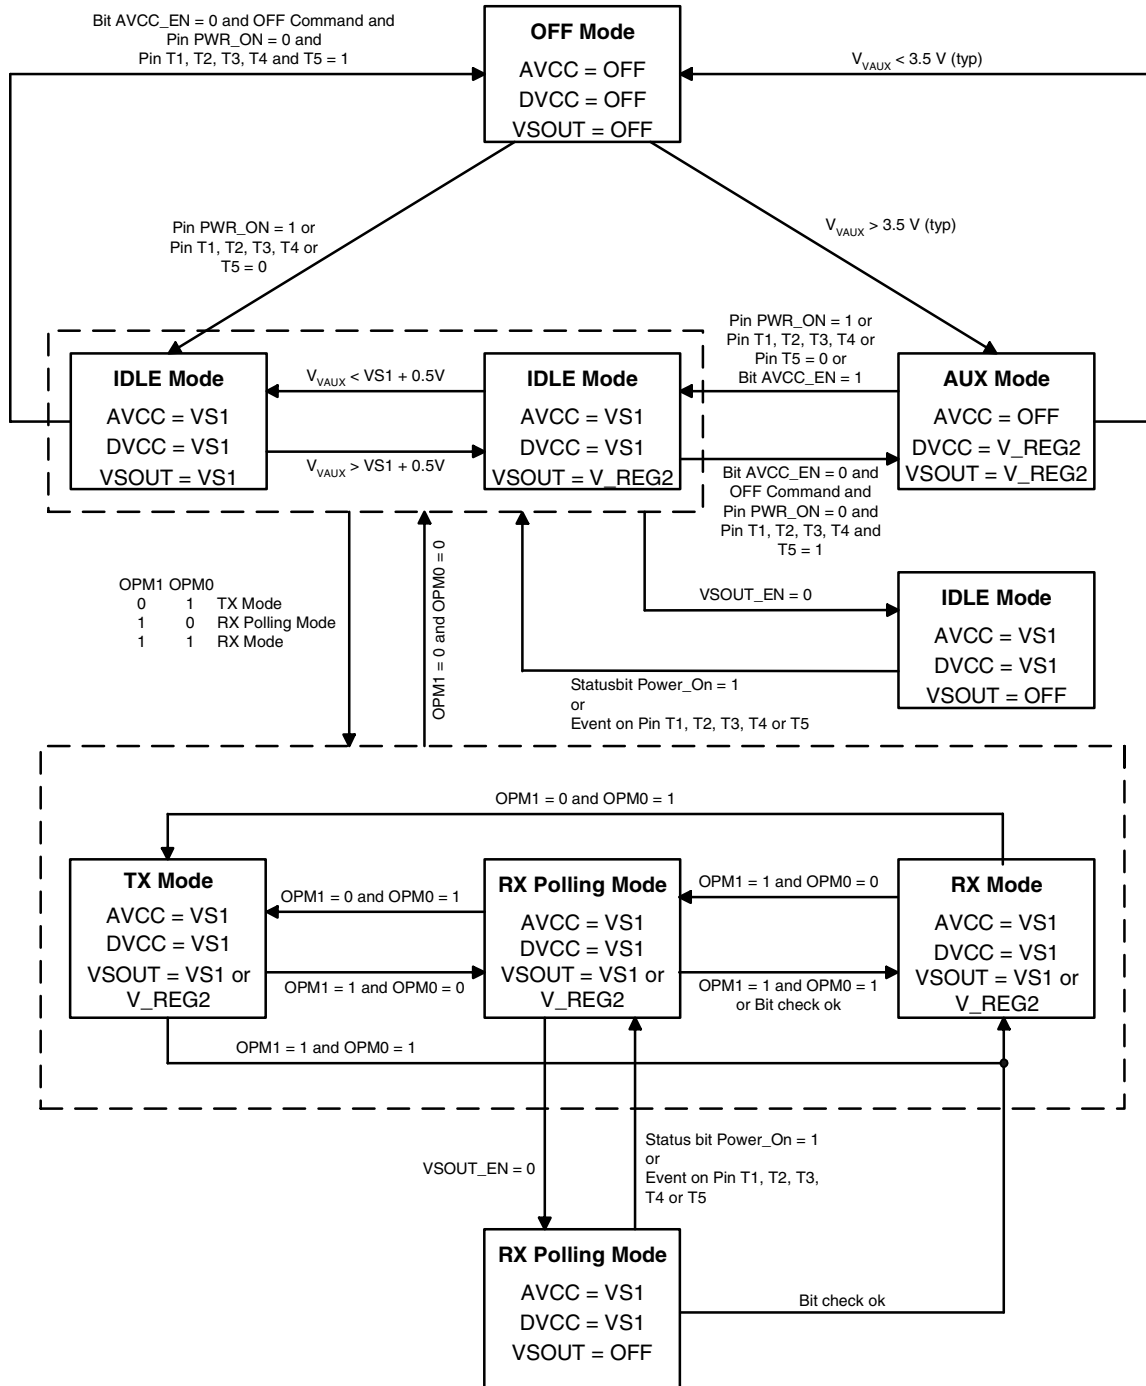 Bit AVCC_EN = 0 and OFF Command and
Pin PWR_ON = 0 and
Pin T1, T2, T3, T4 and T5 = 1
OFF Mode
AVCC = OFF
DVCC = OFF
VSOUT = OFF
V_VAUX < 3.5 V (typ)
Pin PWR_ON = 1 or
Pin T1, T2, T3, T4 or
T5 = 0
V_VAUX > 3.5 V (typ)
IDLE Mode
AVCC = VS1
DVCC = VS1
VSOUT = VS1
V_VAUX < VS1 + 0.5V
V_VAUX > VS1 + 0.5V
IDLE Mode
AVCC = VS1
DVCC = VS1
VSOUT = V_REG2
Pin PWR_ON = 1 or
Pin T1, T2, T3, T4 or
Pin T5 = 0 or
Bit AVCC_EN = 1
Bit AVCC_EN = 0 and
OFF Command and
Pin PWR_ON = 0 and
Pin T1, T2, T3, T4 and
T5 = 1
AUX Mode
AVCC = OFF
DVCC = V_REG2
VSOUT = V_REG2
OPM1 OPM0
0 1 TX Mode
1 0 RX Polling Mode
1 1 RX Mode
OPM1 = 0 and OPM0 = 0
VSOUT_EN = 0
Statusbit Power_On = 1
or
Event on Pin T1, T2, T3, T4 or T5
IDLE Mode
AVCC = VS1
DVCC = VS1
VSOUT = OFF
OPM1 = 0 and OPM0 = 1
TX Mode
AVCC = VS1
DVCC = VS1
VSOUT = VS1 or
V_REG2
OPM1 = 0 and OPM0 = 1
OPM1 = 1 and OPM0 = 0
RX Polling Mode
AVCC = VS1
DVCC = VS1
VSOUT = VS1 or
V_REG2
OPM1 = 1 and OPM0 = 0
OPM1 = 1 and OPM0 = 1
or Bit check ok
RX Mode
AVCC = VS1
DVCC = VS1
VSOUT = VS1 or
V_REG2
OPM1 = 1 and OPM0 = 1
VSOUT_EN = 0
Status bit Power_On = 1
or
Event on Pin T1, T2, T3,
T4 or T5
RX Polling Mode
AVCC = VS1
DVCC = VS1
VSOUT = OFF
Bit check ok